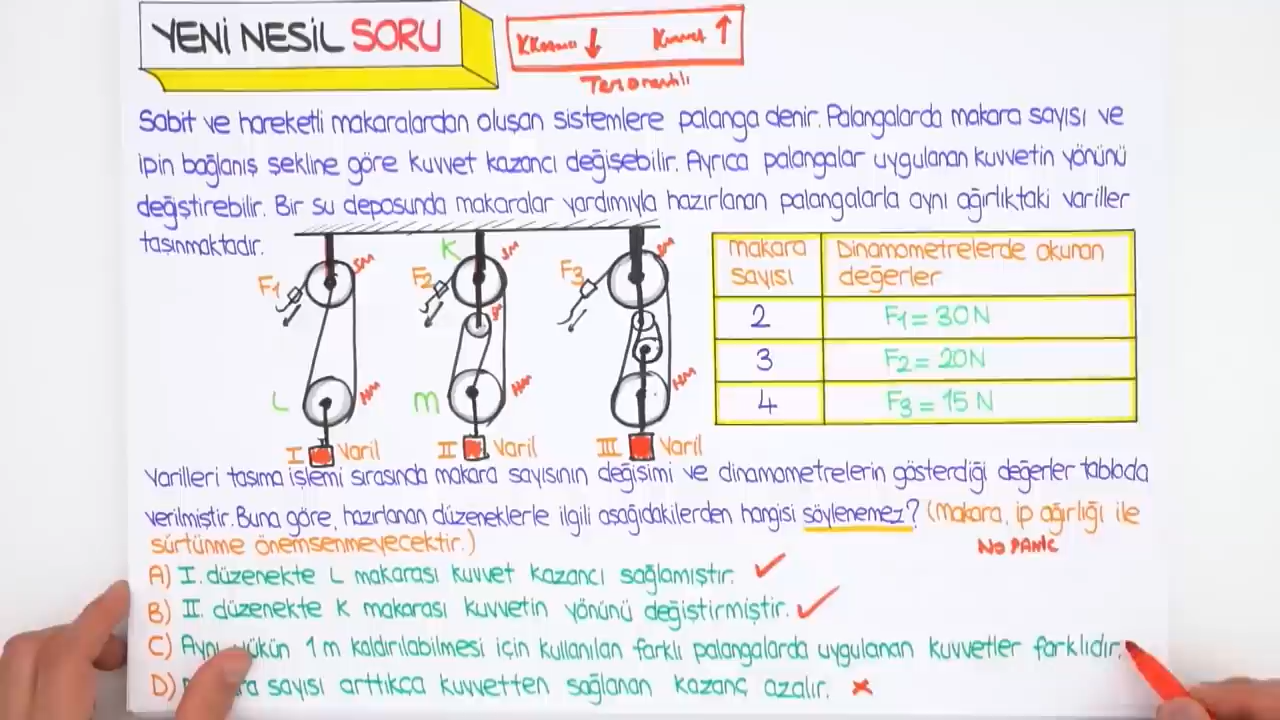 YENİ NESİL SORU
KKazancı ↓ Kuvvet ↑
Ters orantılı
Sabit ve hareketli makaralardan oluşan sistemlere palanga denir. Palangalarda makara sayısı ve
ipin bağlanış şekline göre kuvvet kazancı değişebilir. Ayrıca palangalar uygulanan kuvvetin yönünü
değiştirebilir. Bir su deposunda makaralar yardımıyla hazırlanan palangalarla aynı ağırlıktaki variller
taşınmaktadır.
K
SM SM SM
F1 F2 F3
L HM M HM HM
I Varil II Varil III Varil
makara sayısı Dinamometrelerde okunan değerler
2 F1 = 30N
3 F2 = 20N
4 F3 = 15 N
Varilleri taşıma işlemi sırasında makara sayısının değişimi ve dinamometrelerin gösterdiği değerler tabloda
verilmiştir. Buna göre, hazırlanan düzeneklerle ilgili aşağıdakilerden hangisi söylenemez? (makara, ip ağırlığı ile
sürtünme önemsenmeyecektir.)
No PANİC
A) I. düzenekte L makarası kuvvet kazancı sağlamıştır.
B) II. düzenekte K makarası kuvvetin yönünü değiştirmiştir.
C) Aynı yükün 1 m kaldırılabilmesi için kullanılan farklı palangalarda uygulanan kuvvetler farklıdır.
D) sayısı arttıkça kuvvetten sağlanan kazanç azalır.